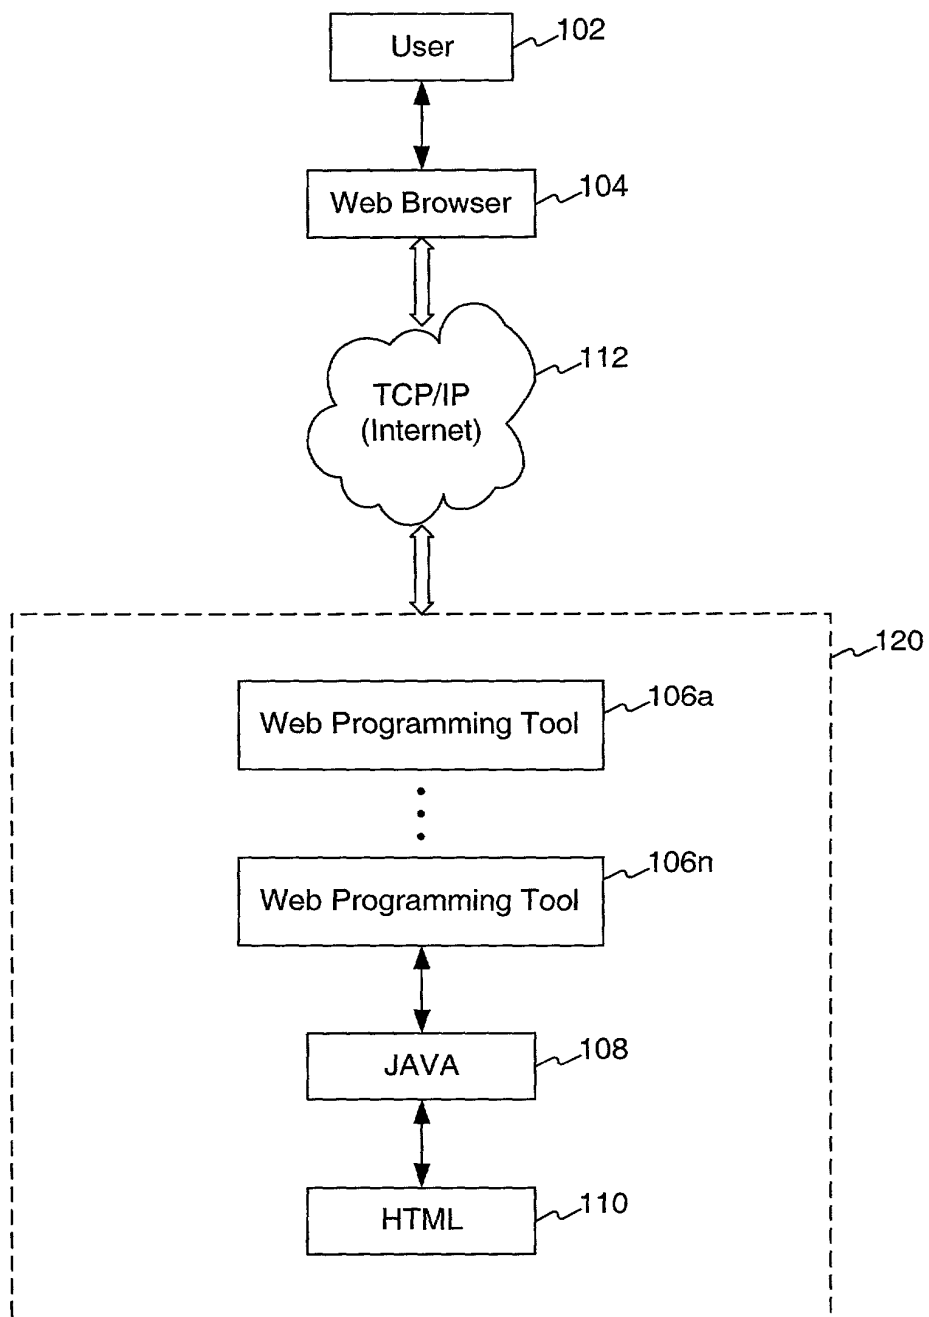 User
102
Web Browser
104
TCP/IP
(Internet)
112
120
Web Programming Tool
106a
Web Programming Tool
106n
JAVA
108
HTML
110